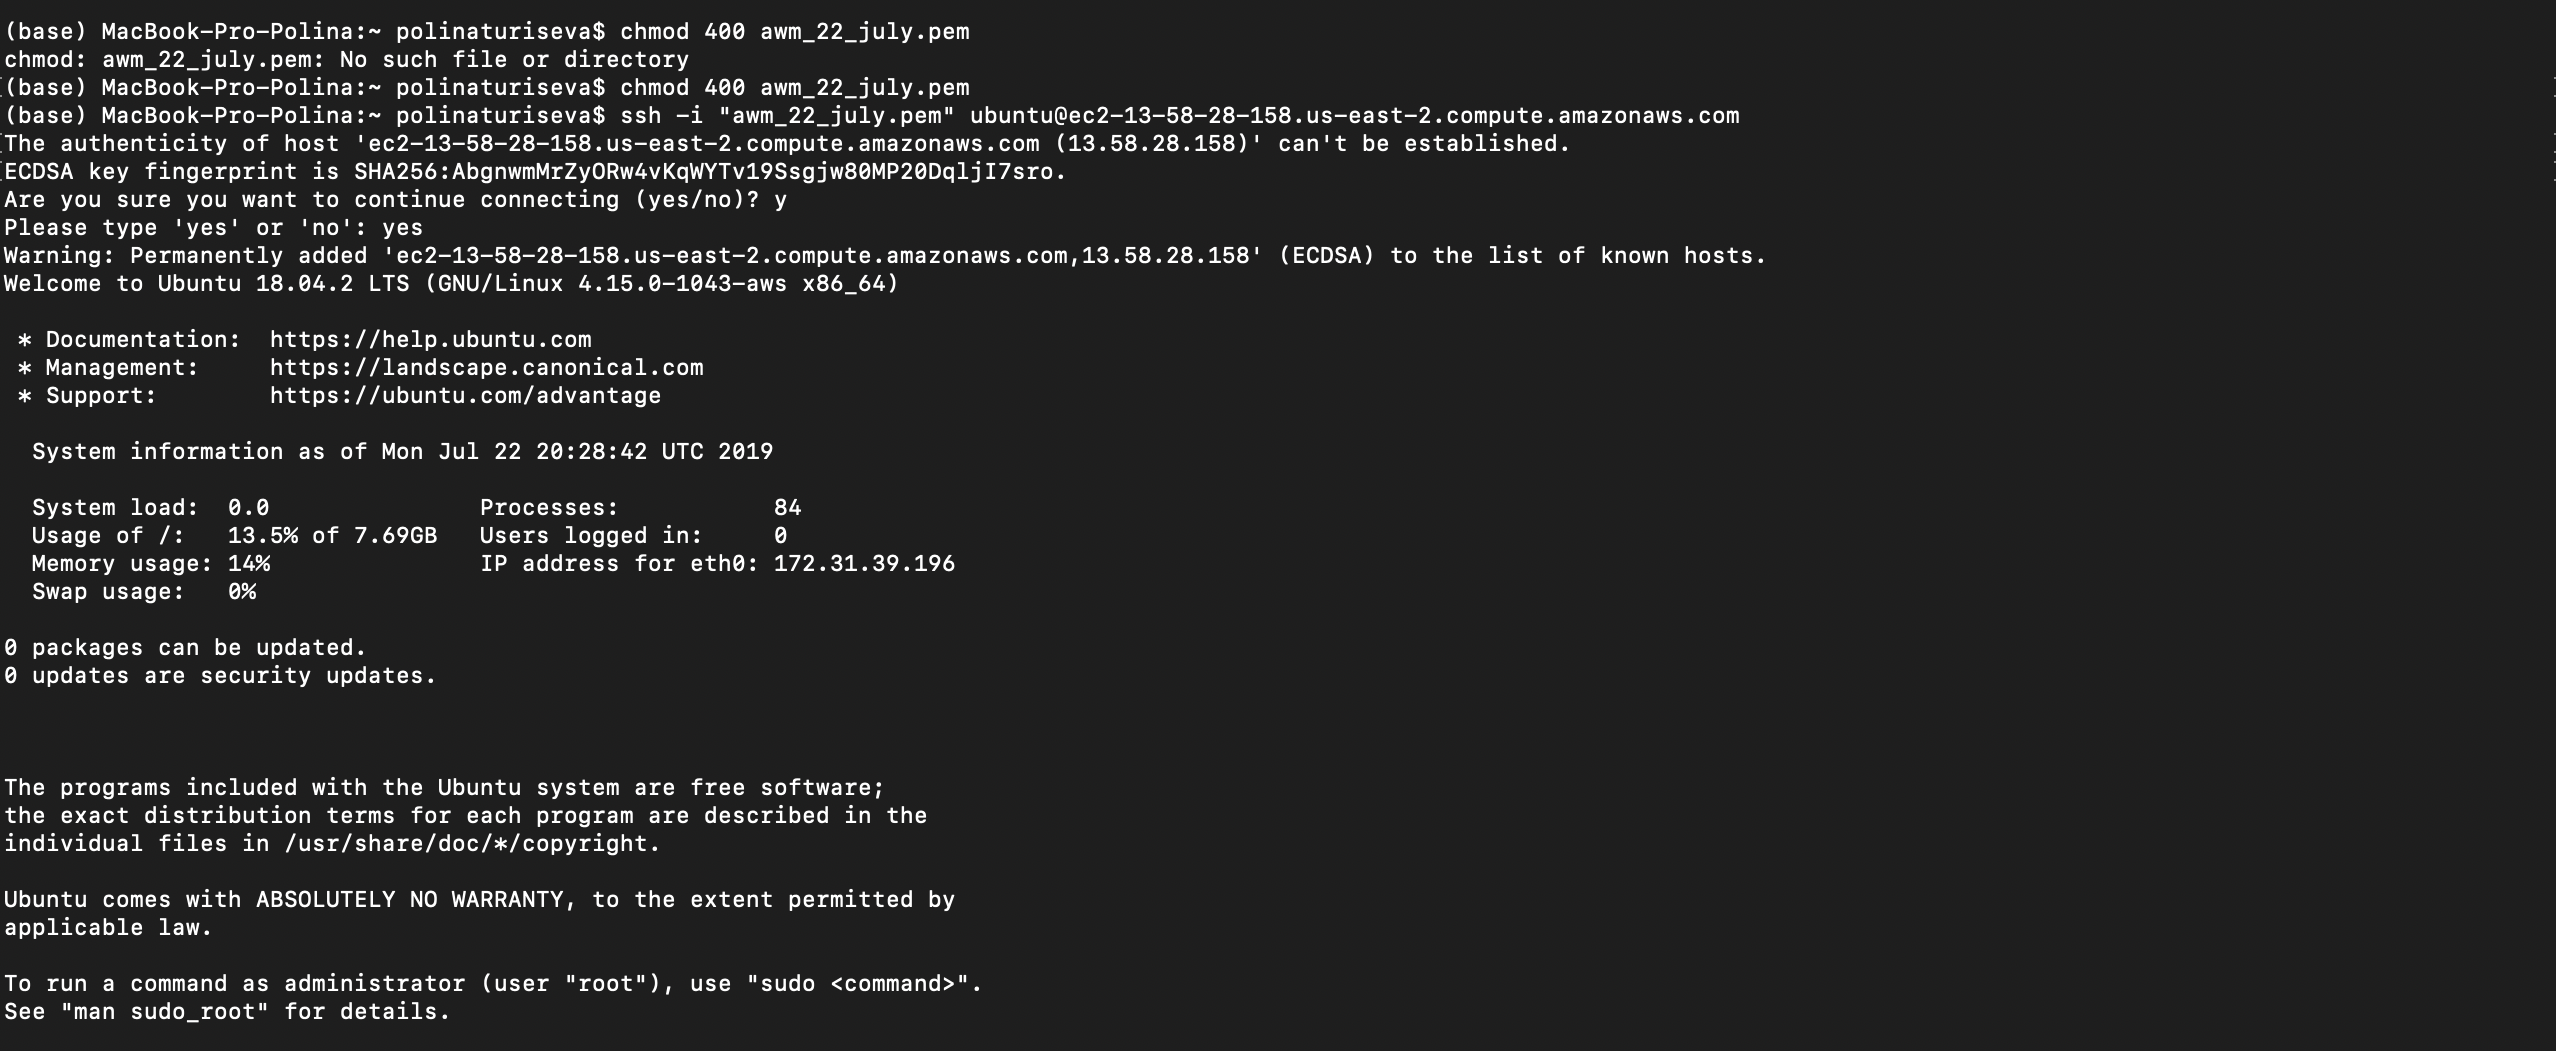 (base) MacBook-Pro-Polina:~ polinaturiseva$ chmod 400 awm_22_july.pem
chmod: awm_22_july.pem: No such file or directory
(base) MacBook-Pro-Polina:~ polinaturiseva$ chmod 400 awm_22_july.pem
(base) MacBook-Pro-Polina:~ polinaturiseva$ ssh -i "awm_22_july.pem" ubuntu@ec2-13-58-28-158.us-east-2.compute.amazonaws.com
The authenticity of host 'ec2-13-58-28-158.us-east-2.compute.amazonaws.com (13.58.28.158)' can't be established.
ECDSA key fingerprint is SHA256:AbgnwmMrZyORw4vKqWYTv19Ssgjw80MP20DqljI7sro.
Are you sure you want to continue connecting (yes/no)? y
Please type 'yes' or 'no': yes
Warning: Permanently added 'ec2-13-58-28-158.us-east-2.compute.amazonaws.com,13.58.28.158' (ECDSA) to the list of known hosts.
Welcome to Ubuntu 18.04.2 LTS (GNU/Linux 4.15.0-1043-aws x86_64)

 * Documentation:  https://help.ubuntu.com
 * Management:     https://landscape.canonical.com
 * Support:        https://ubuntu.com/advantage

  System information as of Mon Jul 22 20:28:42 UTC 2019

  System load:  0.0               Processes:           84
  Usage of /:   13.5% of 7.69GB   Users logged in:     0
  Memory usage: 14%               IP address for eth0: 172.31.39.196
  Swap usage:   0%

0 packages can be updated.
0 updates are security updates.

The programs included with the Ubuntu system are free software;
the exact distribution terms for each program are described in the
individual files in /usr/share/doc/*/copyright.

Ubuntu comes with ABSOLUTELY NO WARRANTY, to the extent permitted by
applicable law.

To run a command as administrator (user "root"), use "sudo <command>".
See "man sudo_root" for details.